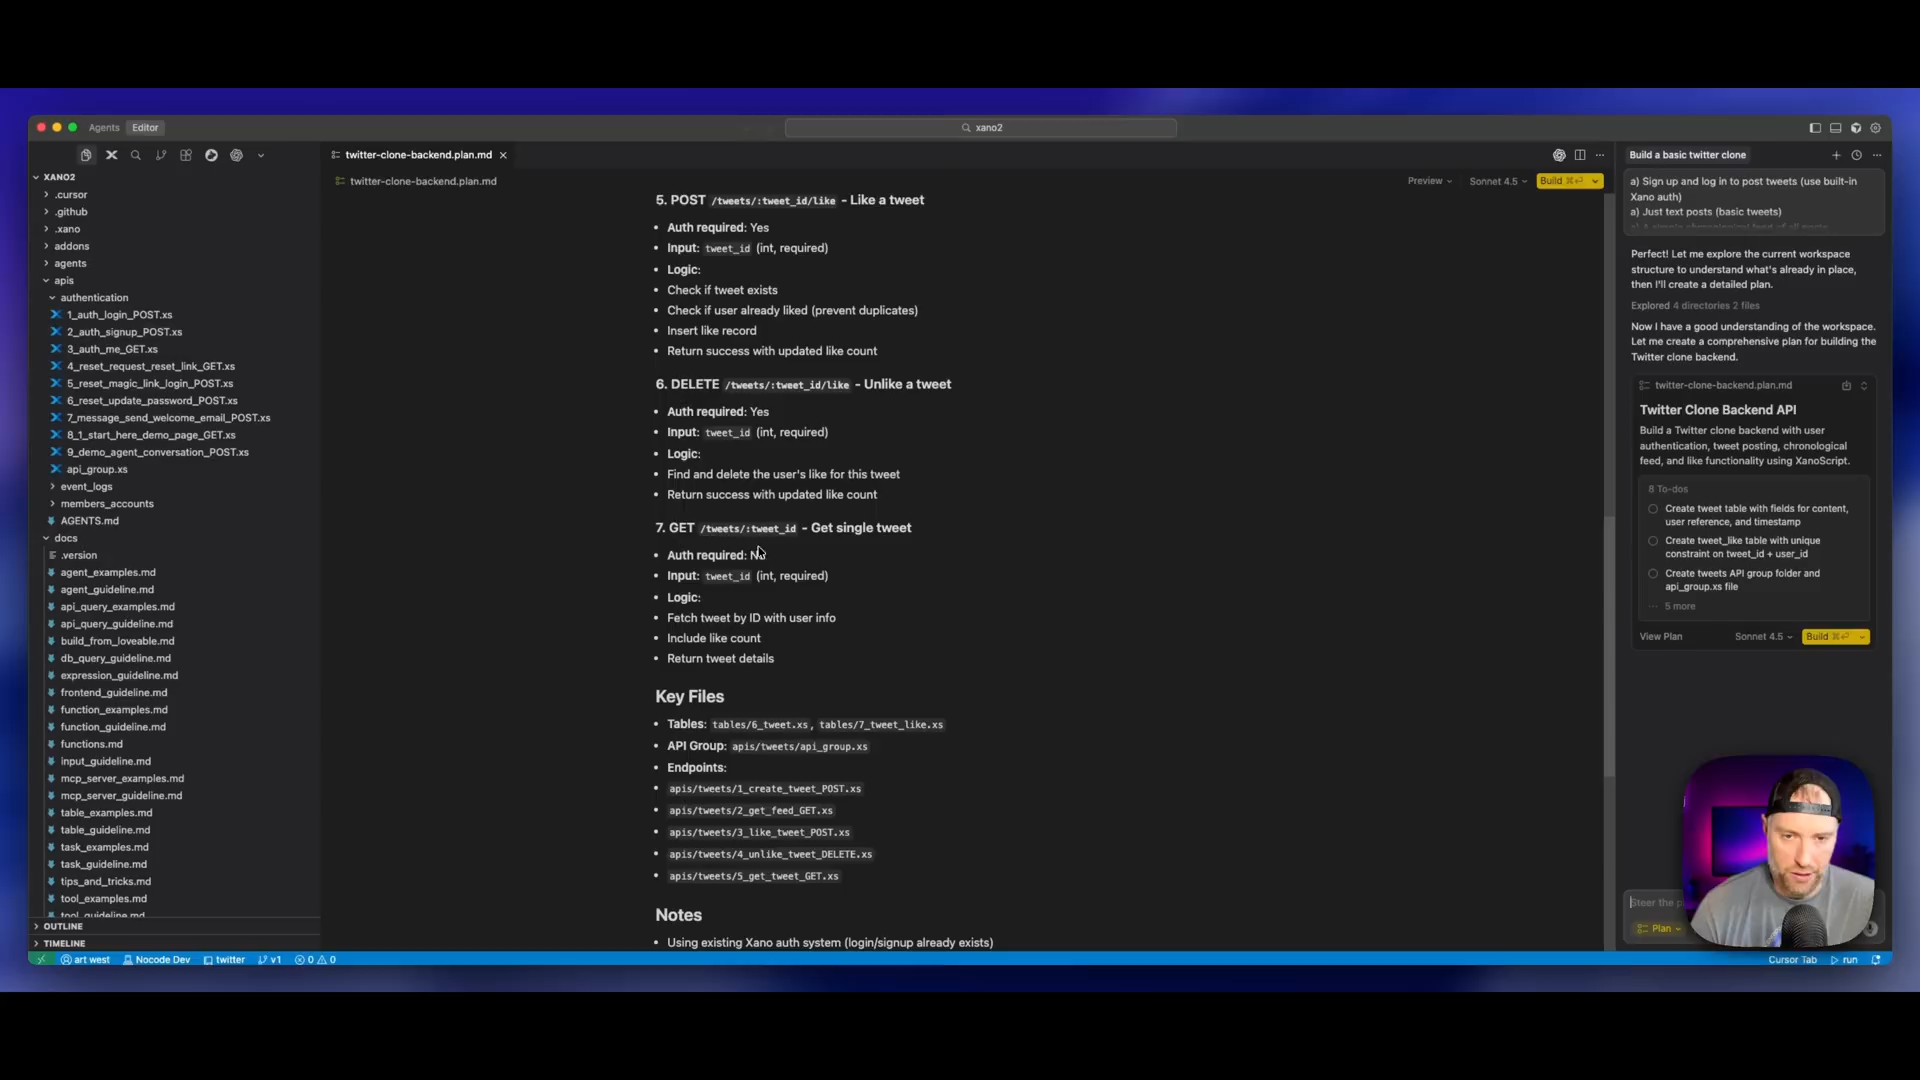 Agents Editor
xano2
XANO2
.cursor
.github
.xano
addons
agents
apis
authentication
1_auth_login_POST.xs
2_auth_signup_POST.xs
3_auth_me_GET.xs
4_reset_request_reset_link_GET.xs
5_reset_magic_link_login_POST.xs
6_reset_update_password_POST.xs
7_message_send_welcome_email_POST.xs
8_1_start_here_demo_page_GET.xs
9_demo_agent_conversation_POST.xs
api_group.xs
event_logs
members_accounts
AGENTS.md
docs
.version
agent_examples.md
agent_guideline.md
api_query_examples.md
api_query_guideline.md
build_from_loveable.md
db_query_guideline.md
expression_guideline.md
frontend_guideline.md
function_examples.md
function_guideline.md
functions.md
input_guideline.md
mcp_server_examples.md
mcp_server_guideline.md
table_examples.md
table_guideline.md
task_examples.md
task_guideline.md
tips_and_tricks.md
tool_examples.md
tool_guideline.md
OUTLINE
TIMELINE
twitter-clone-backend.plan.md
twitter-clone-backend.plan.md
Preview Sonnet 4.5 Build
5. POST /tweets/:tweet_id/like - Like a tweet
• Auth required: Yes
• Input: tweet_id (int, required)
• Logic:
• Check if tweet exists
• Check if user already liked (prevent duplicates)
• Insert like record
• Return success with updated like count
6. DELETE /tweets/:tweet_id/like - Unlike a tweet
• Auth required: Yes
• Input: tweet_id (int, required)
• Logic:
• Find and delete the user's like for this tweet
• Return success with updated like count
7. GET /tweets/:tweet_id - Get single tweet
• Auth required: No
• Input: tweet_id (int, required)
• Logic:
• Fetch tweet by ID with user info
• Include like count
• Return tweet details
Key Files
• Tables: tables/6_tweet.xs, tables/7_tweet_like.xs
• API Group: apis/tweets/api_group.xs
• Endpoints:
• apis/tweets/1_create_tweet_POST.xs
• apis/tweets/2_get_feed_GET.xs
• apis/tweets/3_like_tweet_POST.xs
• apis/tweets/4_unlike_tweet_DELETE.xs
• apis/tweets/5_get_tweet_GET.xs
Notes
• Using existing Xano auth system (login/signup already exists)
Build a basic twitter clone
a) Sign up and log in to post tweets (use built-in
Xano auth)
a) Just text posts (basic tweets)
a) A simple chronological feed of all posts
Perfect! Let me explore the current workspace
structure to understand what's already in place,
then I'll create a detailed plan.
Explored 4 directories 2 files
Now I have a good understanding of the workspace.
Let me create a comprehensive plan for building the
Twitter clone backend.
twitter-clone-backend.plan.md
Twitter Clone Backend API
Build a Twitter clone backend with user
authentication, tweet posting, chronological
feed, and like functionality using XanoScript.
8 To-dos
Create tweet table with fields for content,
user reference, and timestamp
Create tweet_like table with unique
constraint on tweet_id + user_id
Create tweets API group folder and
api_group.xs file
... 5 more
View Plan Sonnet 4.5 Build
Steer the
Plan
art west Nocode Dev twitter v1 0 0
Cursor Tab run